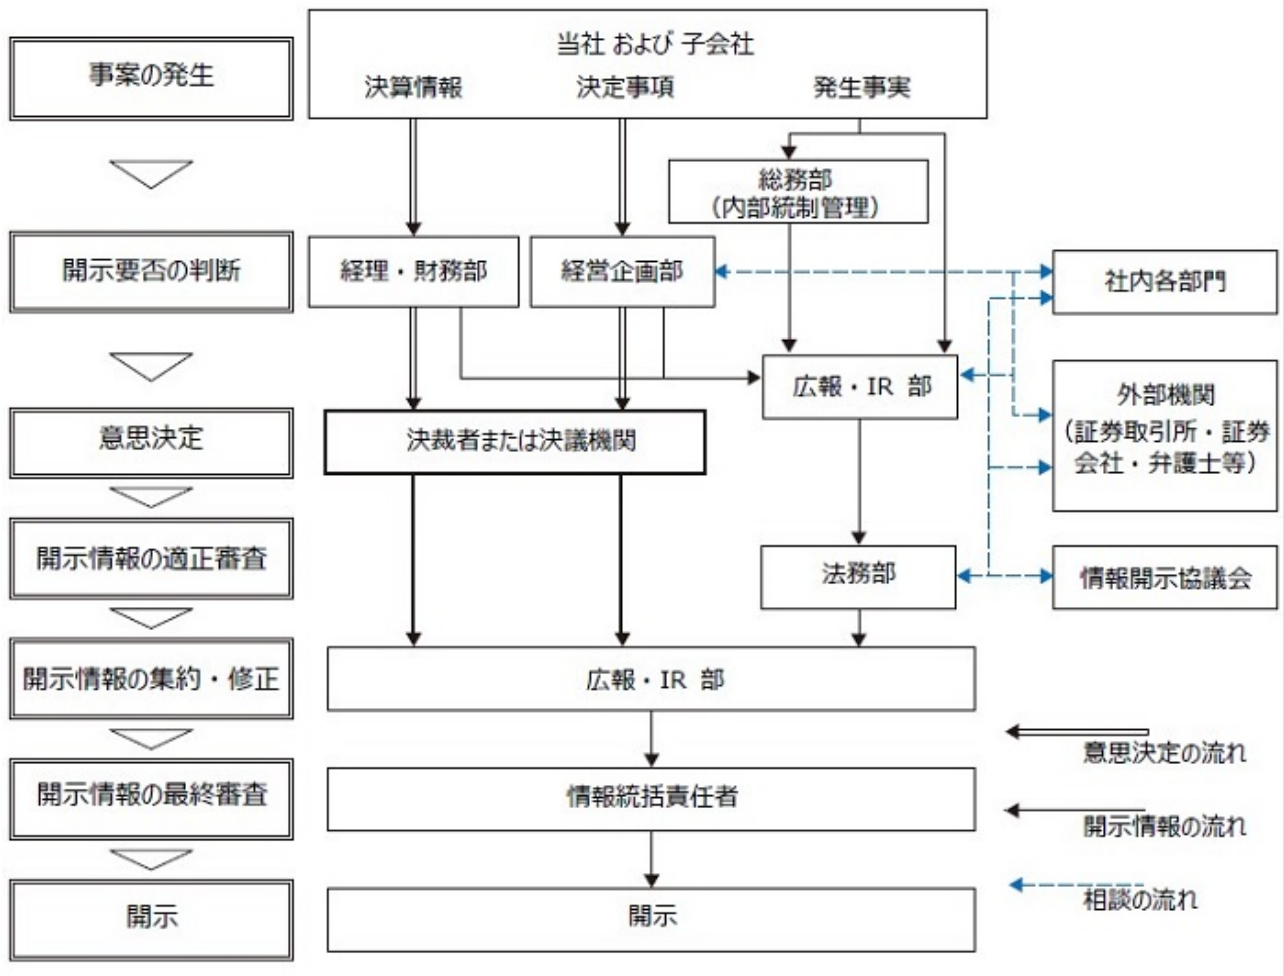 当社 および 子会社
事案の発生
決算情報
決定事項
発生事実
総務部
（内部統制管理）
開示要否の判断
経理・財務部
経営企画部
社内各部門
広報・IR 部
外部機関
（証券取引所・証券
会社・弁護士等）
意思決定
決裁者または決議機関
開示情報の適正審査
法務部
情報開示協議会
開示情報の集約・修正
広報・IR 部
意思決定の流れ
開示情報の最終審査
情報統括責任者
開示情報の流れ
開示
開示
相談の流れ